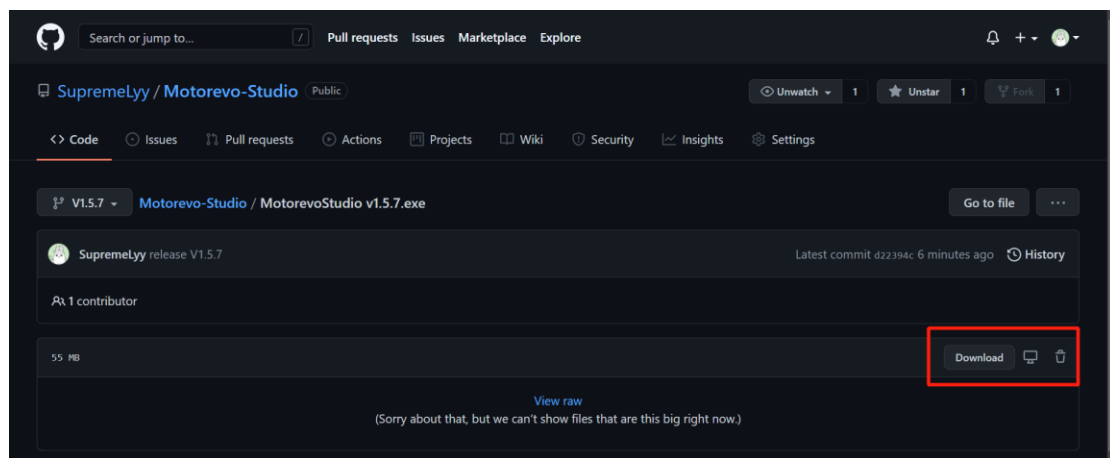 Search or jump to... / Pull requests Issues Marketplace Explore
SupremeLyy / Motorevo-Studio Public Unwatch 1 Unstar 1 Fork 1
Code Issues Pull requests Actions Projects Wiki Security Insights Settings
V1.5.7 Motorevo-Studio / MotorevoStudio v1.5.7.exe Go to file ...
SupremeLyy release V1.5.7 Latest commit d22394c 6 minutes ago History
1 contributor
55 MB Download
View raw
(Sorry about that, but we can't show files that are this big right now.)